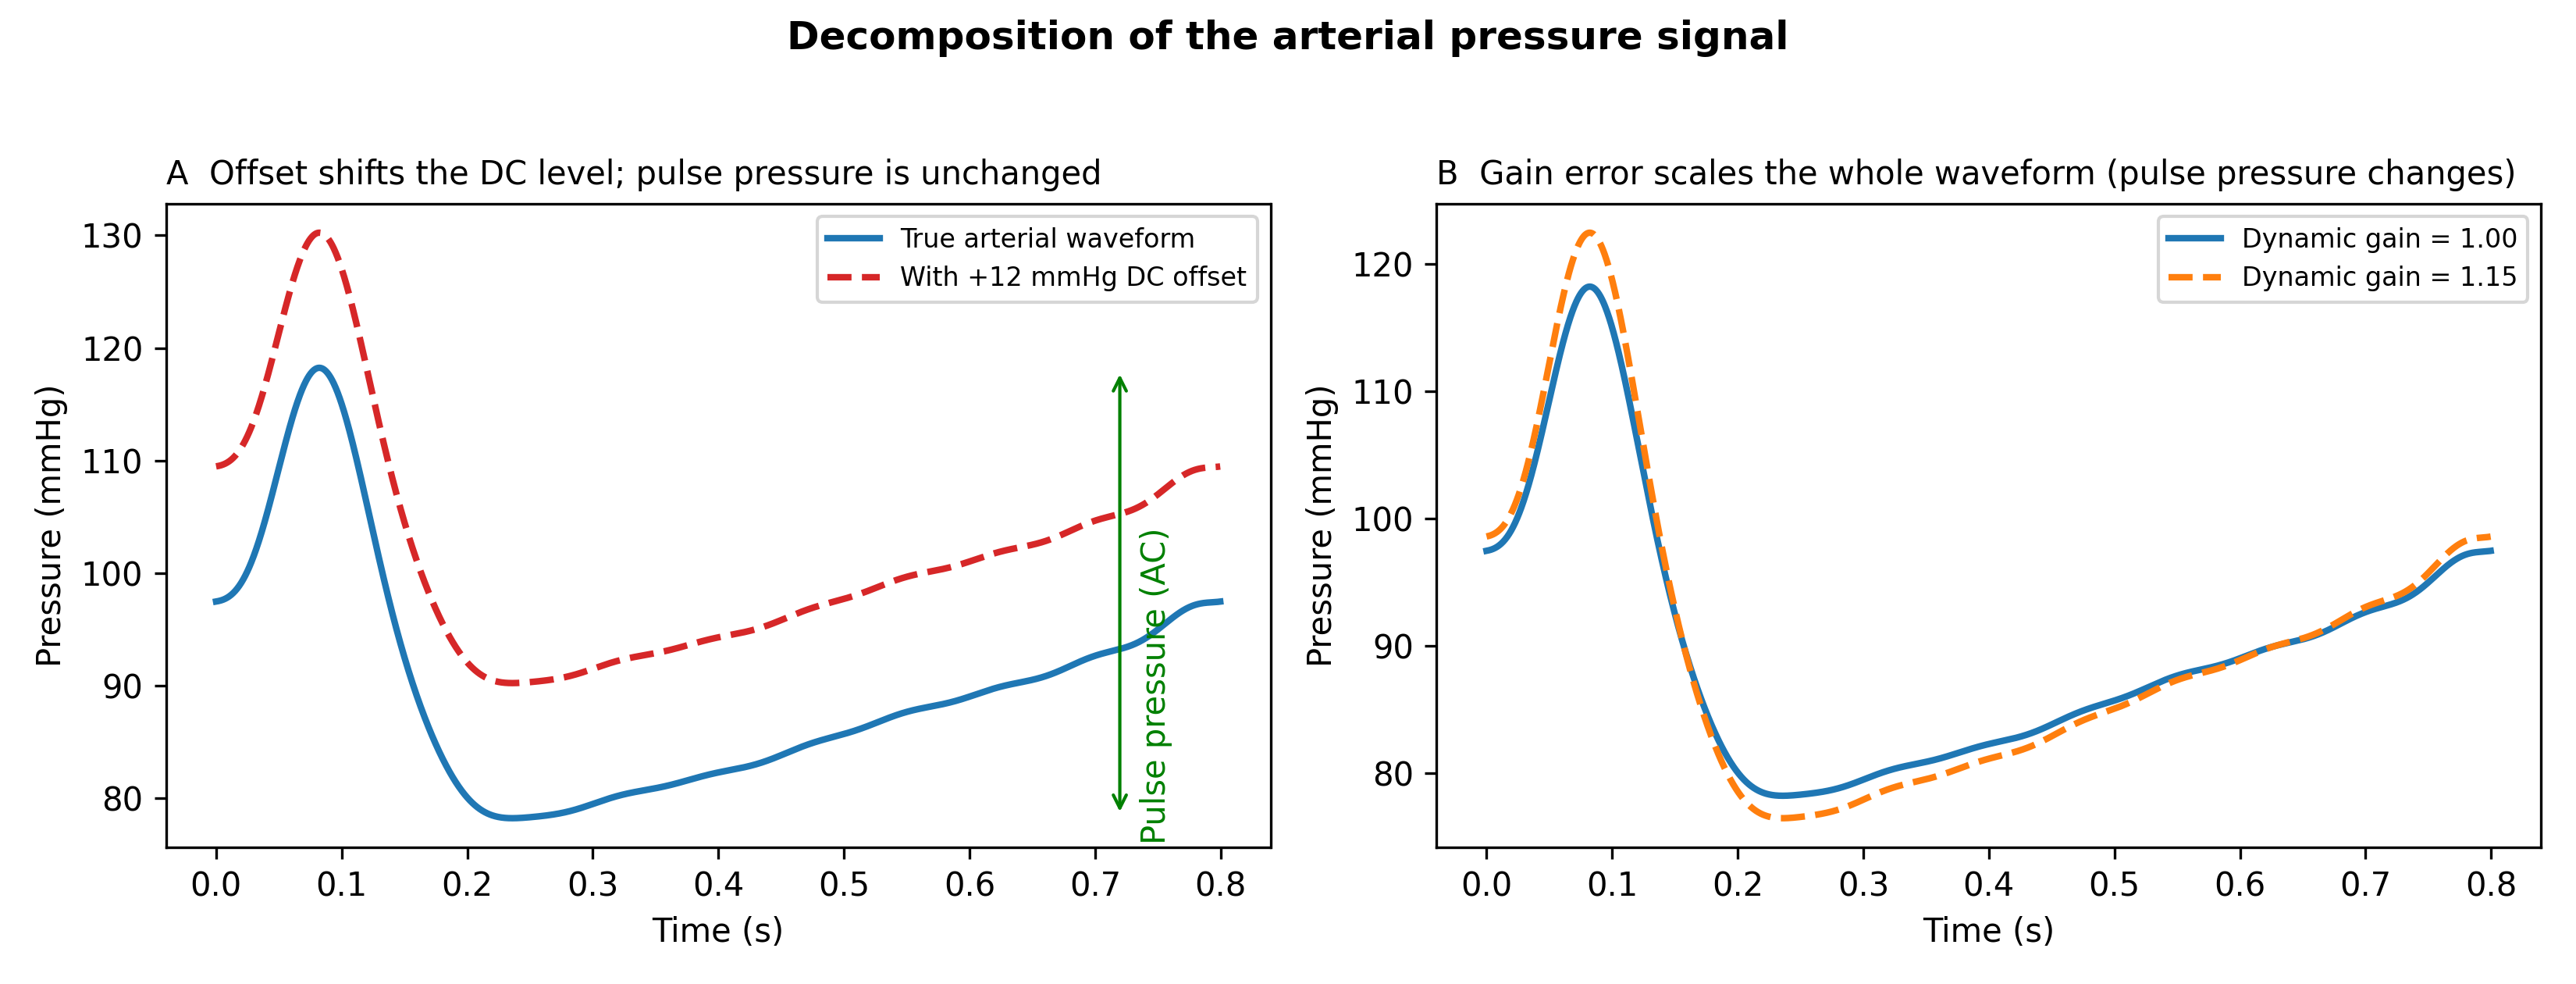 Decomposition of the arterial pressure signal
A  Offset shifts the DC level; pulse pressure is unchanged
Pressure (mmHg)
130
120
110
100
90
80
True arterial waveform
With +12 mmHg DC offset
Pulse pressure (AC)
0.0 0.1 0.2 0.3 0.4 0.5 0.6 0.7 0.8
Time (s)
B  Gain error scales the whole waveform (pulse pressure changes)
Pressure (mmHg)
120
110
100
90
80
Dynamic gain = 1.00
Dynamic gain = 1.15
0.0 0.1 0.2 0.3 0.4 0.5 0.6 0.7 0.8
Time (s)